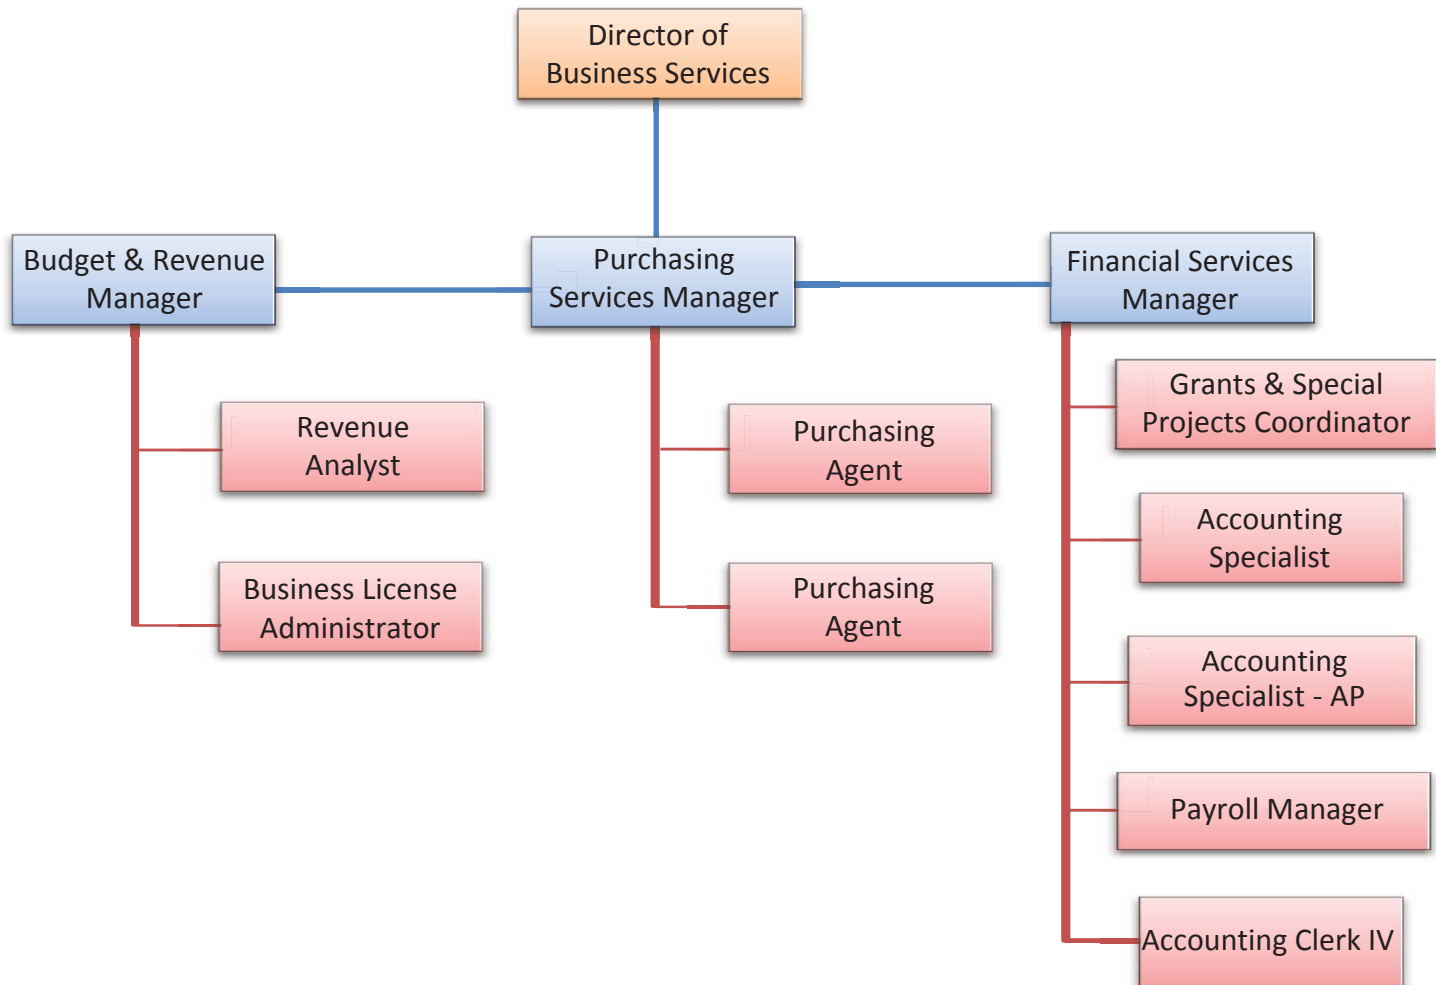 Director of
Business Services
Budget & Revenue
Manager
Purchasing
Services Manager
Financial Services
Manager
Revenue
Analyst
Business License
Administrator
Purchasing
Agent
Purchasing
Agent
Grants & Special
Projects Coordinator
Accounting
Specialist
Accounting
Specialist - AP
Payroll Manager
Accounting Clerk IV